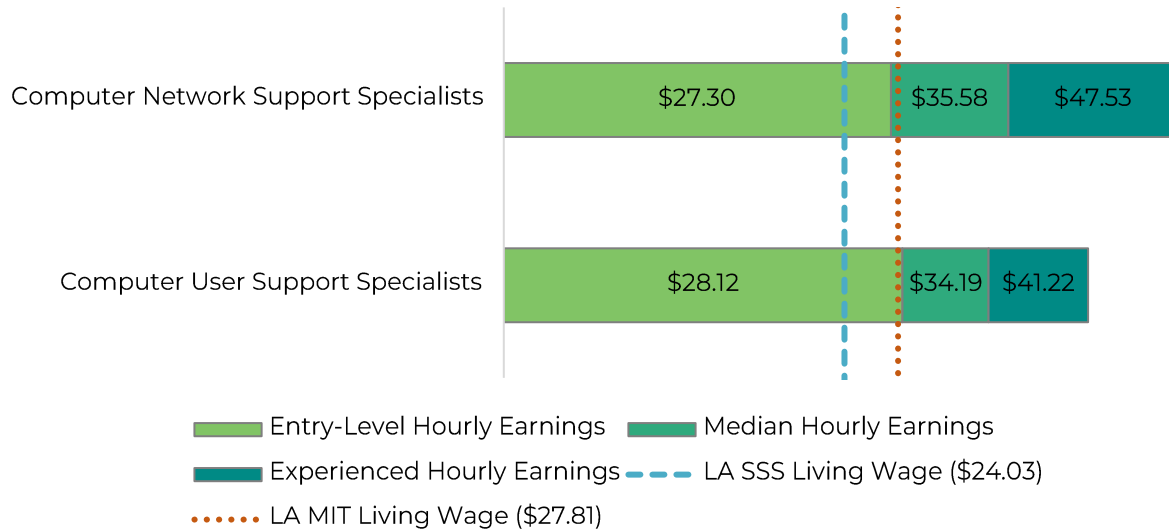 Computer Network Support Specialists
$27.30 $35.58 $47.53
Computer User Support Specialists
$28.12 $34.19 $41.22
Entry-Level Hourly Earnings Median Hourly Earnings
Experienced Hourly Earnings LA SSS Living Wage ($24.03)
LA MIT Living Wage ($27.81)